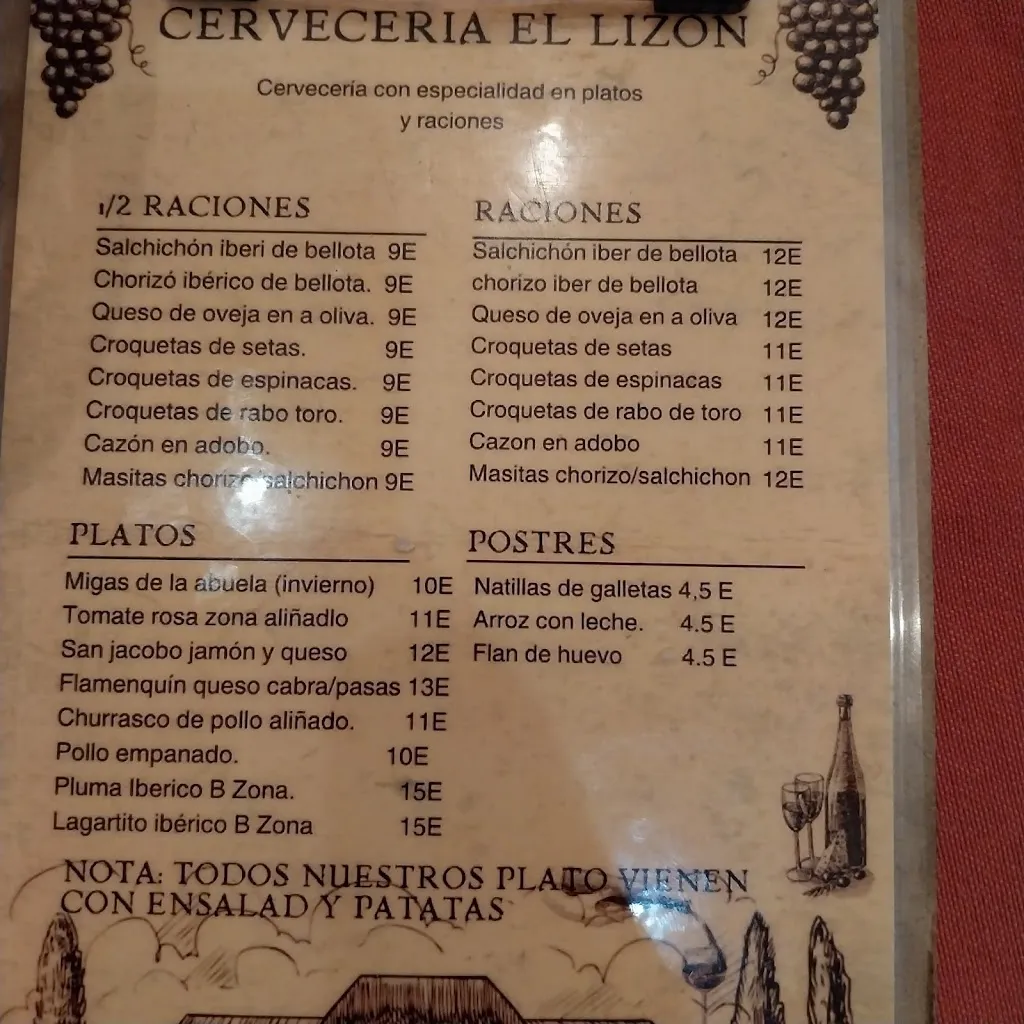 CERVECERIA EL LIZON
Cervecería con especialidad en platos
y raciones
1/2 RACIONES
Salchichón iberi de bellota 9E
Chorizó ibérico de bellota. 9E
Queso de oveja en a oliva. 9E
Croquetas de setas. 9E
Croquetas de espinacas. 9E
Croquetas de rabo toro. 9E
Cazón en adobo. 9E
Masitas chorizo/salchichon 9E
RACIONES
Salchichón iber de bellota 12E
chorizo iber de bellota 12E
Queso de oveja en a oliva 12E
Croquetas de setas 11E
Croquetas de espinacas 11E
Croquetas de rabo de toro 11E
Cazon en adobo 11E
Masitas chorizo/salchichon 12E
PLATOS
Migas de la abuela (invierno) 10E
Tomate rosa zona aliñadlo 11E
San jacobo jamón y queso 12E
Flamenquín queso cabra/pasas 13E
Churrasco de pollo aliñado. 11E
Pollo empanado. 10E
Pluma Iberico B Zona. 15E
Lagartito ibérico B Zona 15E
POSTRES
Natillas de galletas 4,5 E
Arroz con leche. 4.5 E
Flan de huevo 4.5 E
NOTA: TODOS NUESTROS PLATO VIENEN
CON ENSALAD Y PATATAS